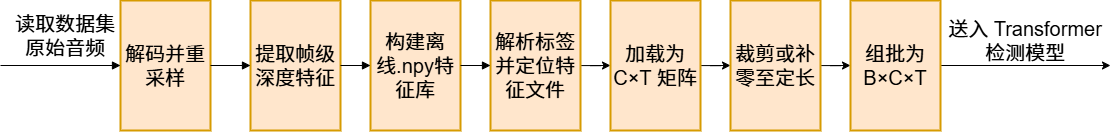 读取数据集
原始音频
解码并重
采样
提取帧级
深度特征
构建离
线.npy特
征库
解析标签
并定位特
征文件
加载为
C×T 矩阵
裁剪或补
零至定长
组批为
B×C×T
送入 Transformer
检测模型